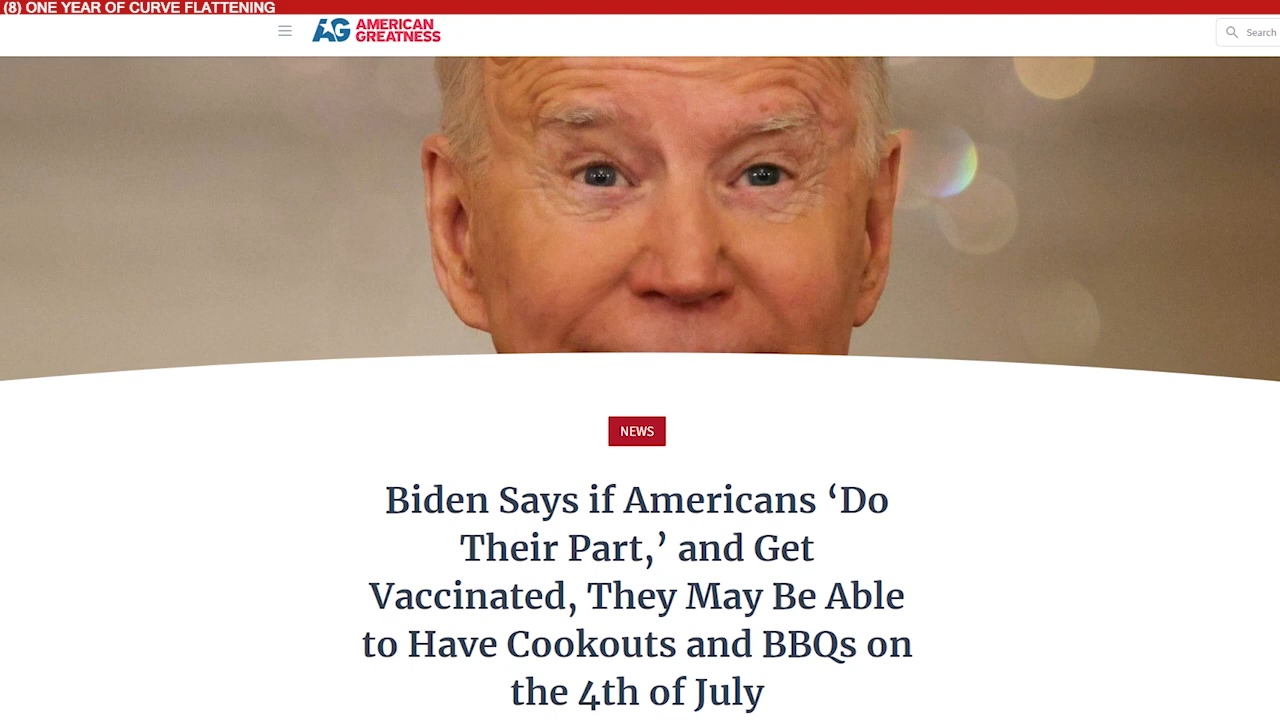 (8) ONE YEAR OF CURVE FLATTENING
AG AMERICAN
GREATNESS
Search
NEWS
Biden Says if Americans ‘Do
Their Part,’ and Get
Vaccinated, They May Be Able
to Have Cookouts and BBQs on
the 4th of July